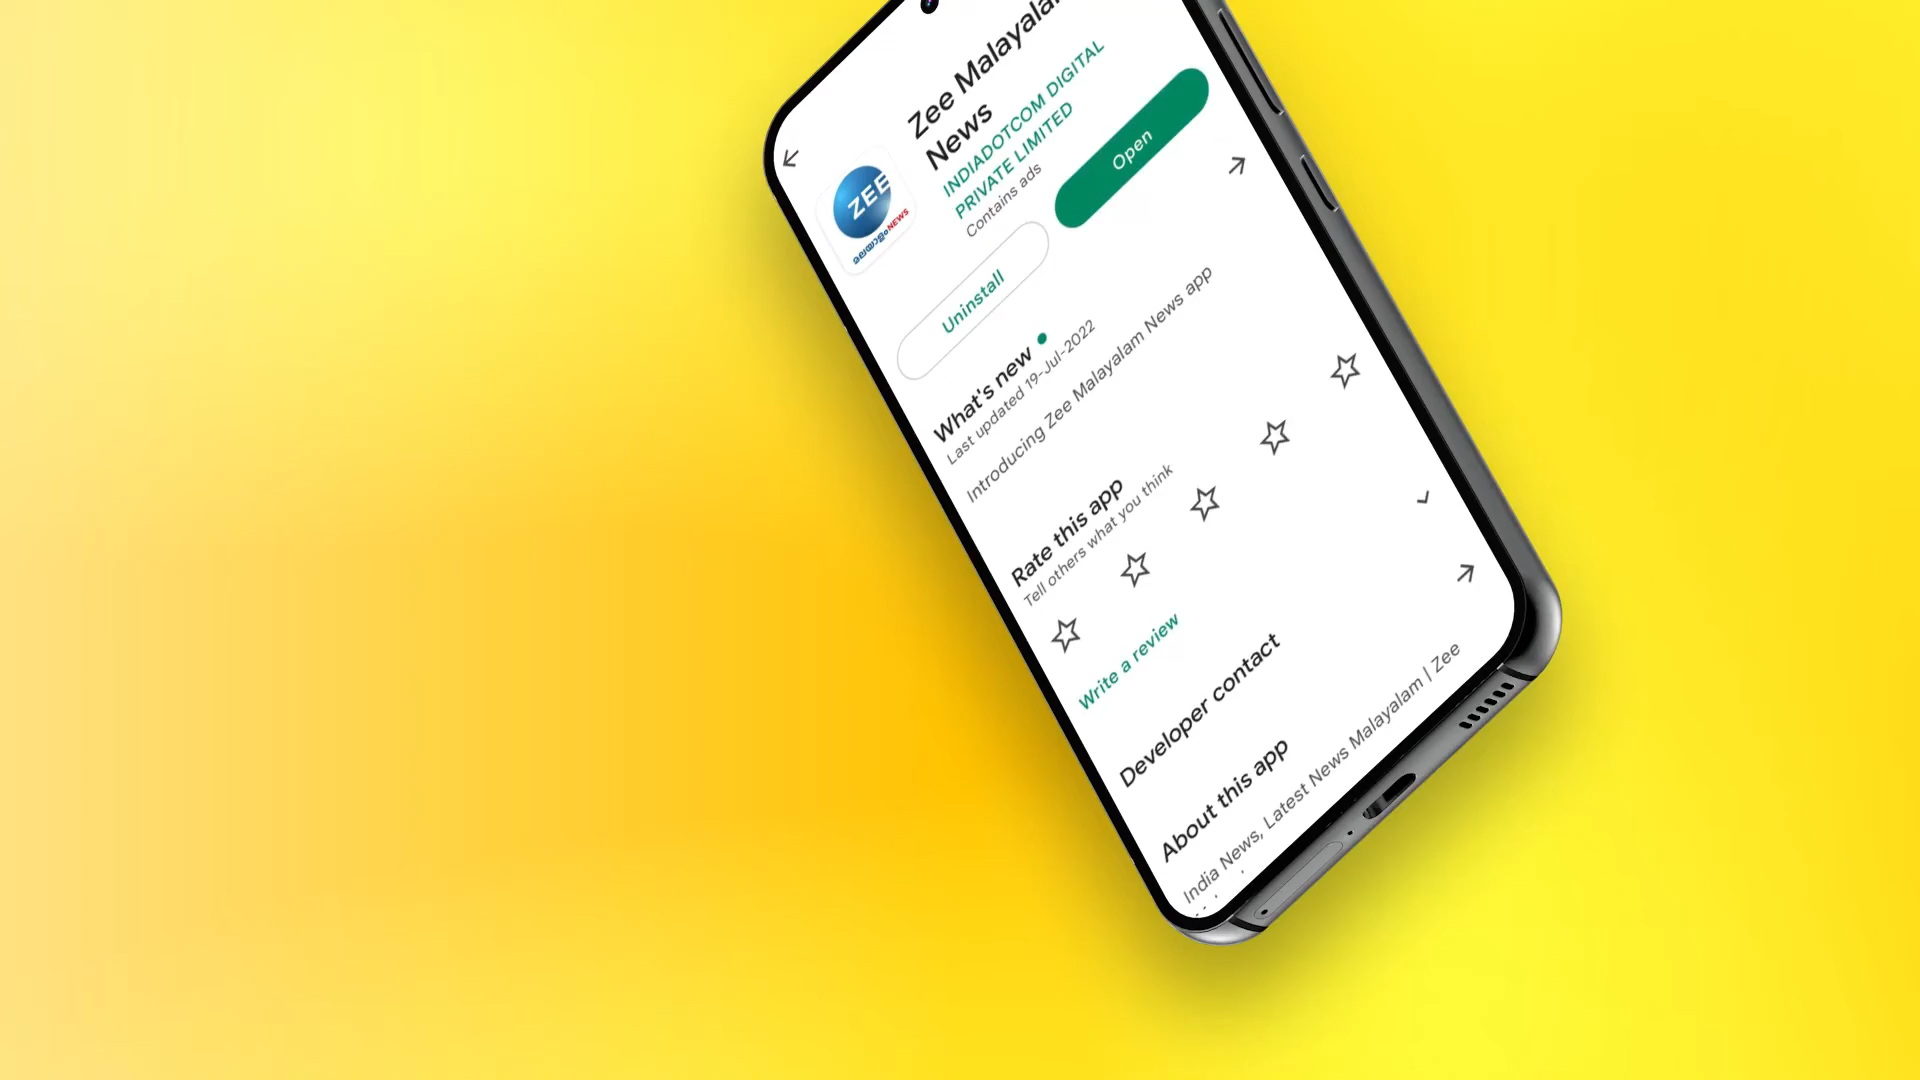 Zee Malayalam
News
INDIADOTCOM DIGITAL
PRIVATE LIMITED
Contains ads
ZEE
മലയാളം NEWS
Uninstall
Open
What's new
Last updated 19-Jul-2022
Introducing Zee Malayalam News app
Rate this app
Tell others what you think
Write a review
Developer contact
About this app
India News, Latest News Malayalam | Zee